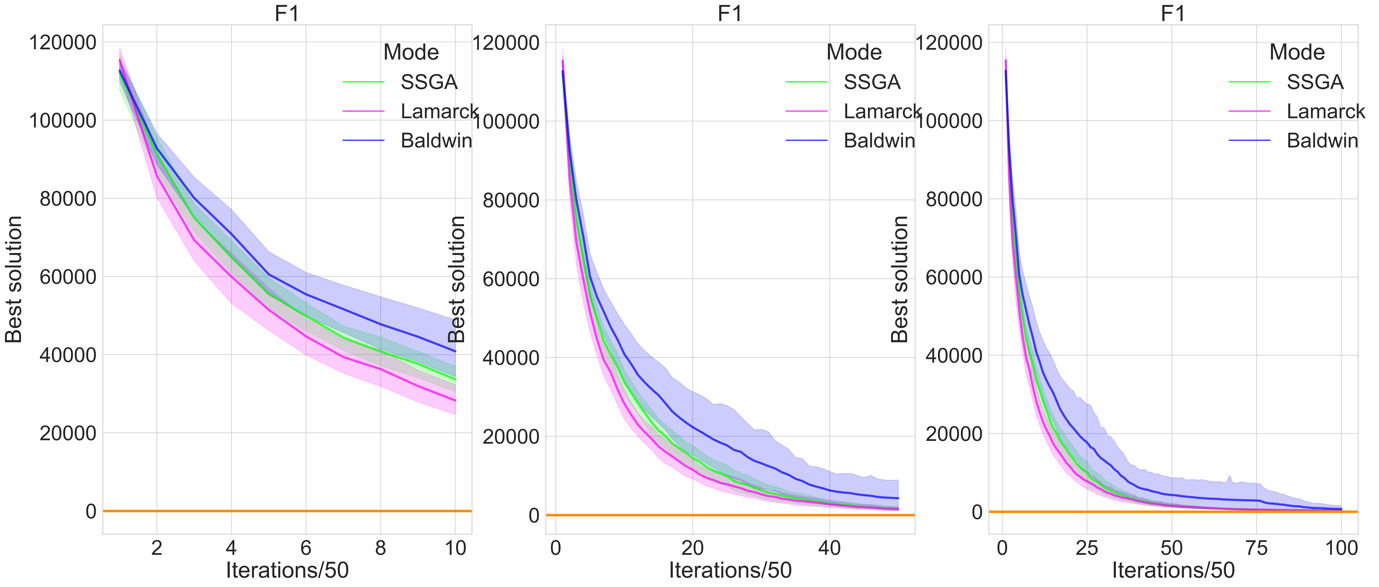 F1
Mode
SSGA
Lamarck
Baldwin
120000
100000
80000
60000
40000
20000
0
Best solution
2 4 6 8 10
Iterations/50
F1
Mode
SSGA
Lamarck
Baldwin
120000
100000
80000
60000
40000
20000
0
Best solution
0 20 40
Iterations/50
F1
Mode
SSGA
Lamarck
Baldwin
120000
100000
80000
60000
40000
20000
0
Best solution
0 25 50 75 100
Iterations/50